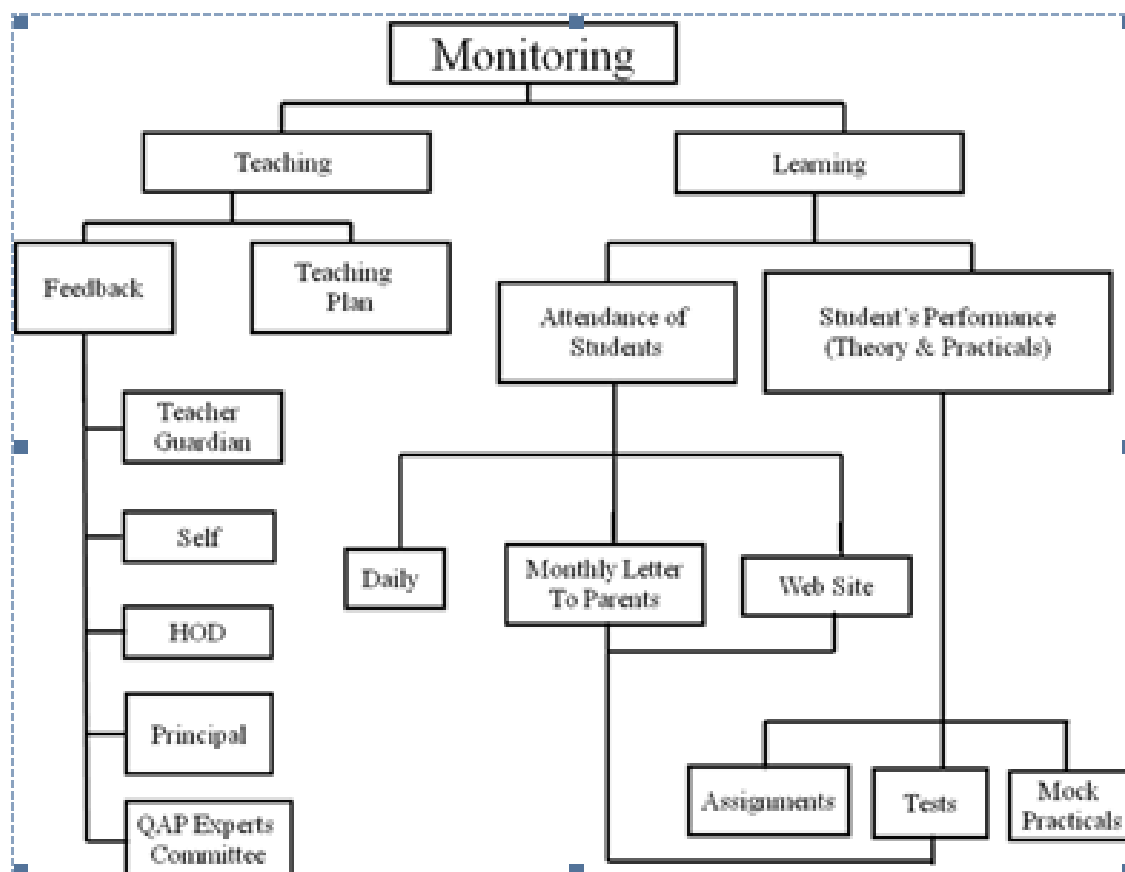 Monitoring
Teaching
Learning
Feedback
Teaching
Plan
Attendance of
Students
Student's Performance
(Theory & Practicals)
Teacher
Guardian
Self
HOD
Principal
QAP Experts
Committee
Daily
Monthly Letter
To Parents
Web Site
Assignments
Tests
Mock
Practicals